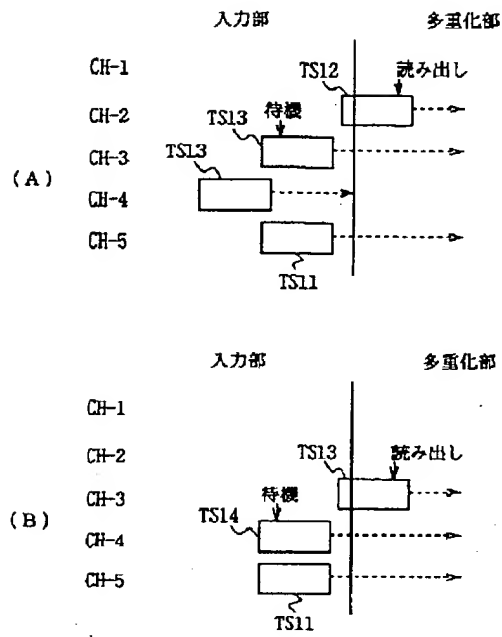 入力部 多重化部
CH-1
TS12 読み出し
CH-2
TS13 待機
CH-3
(A) TS13
CH-4
CH-5
TS11
入力部 多重化部
CH-1
CH-2
TS13 読み出し
CH-3
待機
(B) TS14
CH-4
CH-5
TS11